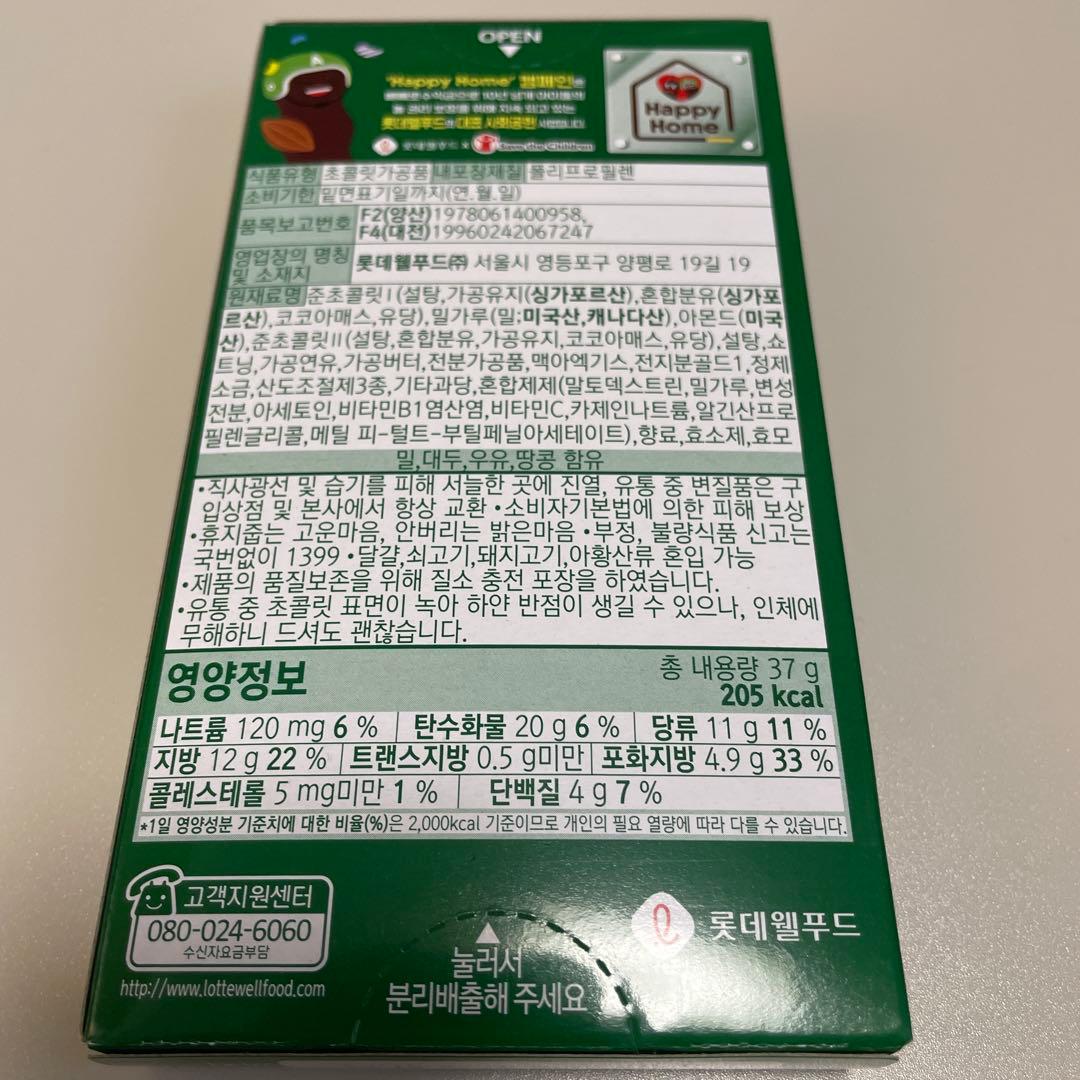 OPEN
'Happy Home' 캠페인은
롯데웰푸드의 대표 사회공헌 사업입니다.
롯데웰푸드 × Save the Children
Happy
Home
식품유형 초콜릿가공품 내포장재질 폴리프로필렌
소비기한 밑면표기일까지(연.월.일)
품목보고번호 F2(양산)1978061400958,
F4(대전)19960242067247
영업장의 명칭 및 소재지 롯데웰푸드㈜ 서울시 영등포구 양평로 19길 19
원재료명 준초콜릿Ⅰ(설탕,가공유지(싱가포르산),혼합분유(싱가포
르산),코코아매스,유당),밀가루(밀:미국산,캐나다산),아몬드(미국
산),준초콜릿Ⅱ(설탕,혼합분유,가공유지,코코아매스,유당),설탕,쇼
트닝,가공연유,가공버터,전분가공품,맥아엑기스,전지분골드1,정제
소금,산도조절제3종,기타과당,혼합제제(말토덱스트린,밀가루,변성
전분,아세토인,비타민B1염산염,비타민C,카제인나트륨,알긴산프로
필렌글리콜,메틸 피-털트-부틸페닐아세테이트),향료,효소제,효모
밀,대두,우유,땅콩 함유
•직사광선 및 습기를 피해 서늘한 곳에 진열, 유통 중 변질품은 구
입상점 및 본사에서 항상 교환 •소비자기본법에 의한 피해 보상
•휴지줍는 고운마음, 안버리는 밝은마음 •부정, 불량식품 신고는
국번없이 1399 •달걀,쇠고기,돼지고기,아황산류 혼입 가능
•제품의 품질보존을 위해 질소 충전 포장을 하였습니다.
•유통 중 초콜릿 표면이 녹아 하얀 반점이 생길 수 있으나, 인체에
무해하니 드셔도 괜찮습니다.
영양정보 총 내용량 37 g
205 kcal
나트륨 120 mg 6 % 탄수화물 20 g 6 % 당류 11 g 11 %
지방 12 g 22 % 트랜스지방 0.5 g미만 포화지방 4.9 g 33 %
콜레스테롤 5 mg미만 1 % 단백질 4 g 7 %
*1일 영양성분 기준치에 대한 비율(%)은 2,000kcal 기준이므로 개인의 필요 열량에 따라 다를 수 있습니다.
고객지원센터
080-024-6060
수신자요금부담
http://www.lottewellfood.com
눌러서
분리배출해 주세요
롯데웰푸드